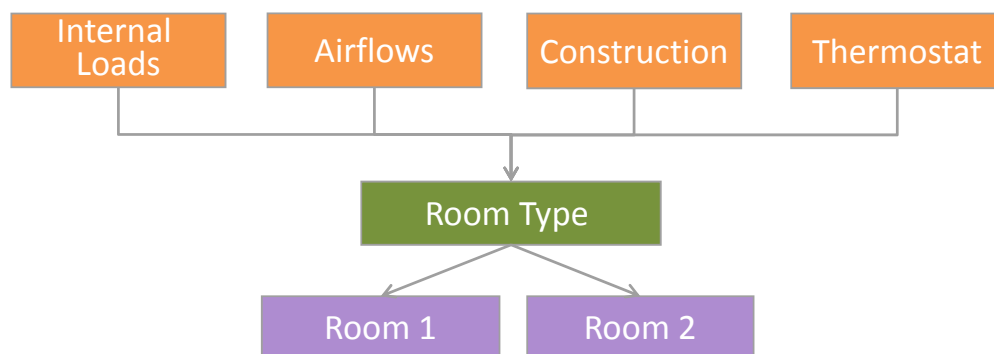 Internal
Loads
Airflows
Construction
Thermostat
Room Type
Room 1
Room 2